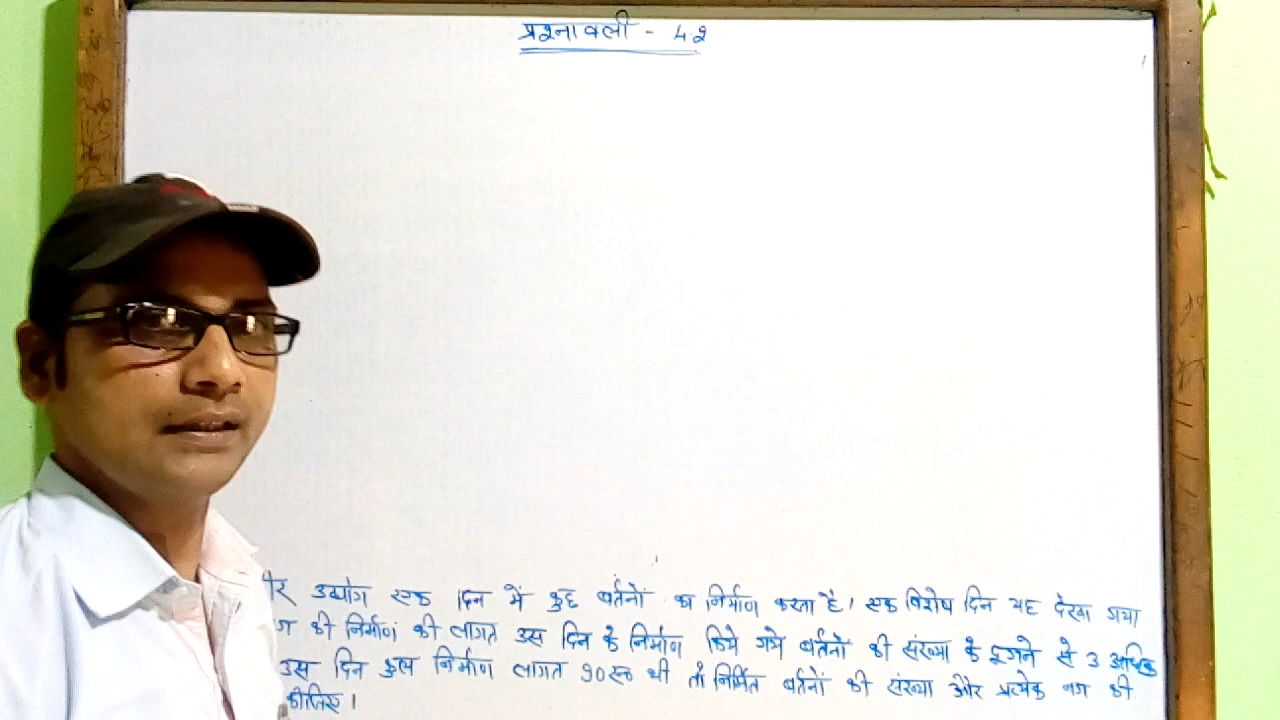 प्रश्नावली - 4.2
उद्योग एक दिन में कुछ बर्तनों का निर्माण करता है। एक विशेष दिन यह देखा गया
की निर्माण की लागत उस दिन के निर्माण किये गये बर्तनों की संख्या के दूगने से 3 अधिक
उस दिन कुल निर्माण लागत 90 रू० थी तो निर्मित बर्तनों की संख्या और प्रत्येक नग की
कीजिए।